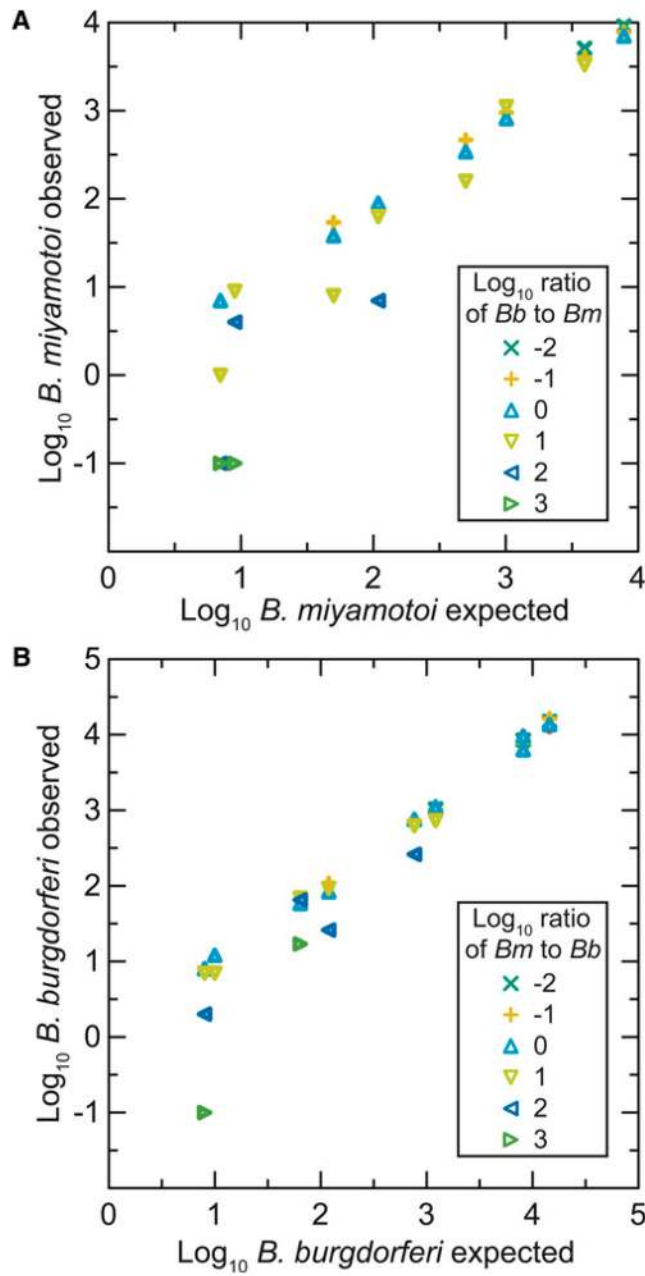 A
4
3
2
1
0
-1
Log₁₀ B. miyamotoi observed
0 1 2 3 4
Log₁₀ B. miyamotoi expected
Log₁₀ ratio
of Bb to Bm
-2
-1
0
1
2
3
B
5
4
3
2
1
0
-1
Log₁₀ B. burgdorferi observed
0 1 2 3 4 5
Log₁₀ B. burgdorferi expected
Log₁₀ ratio
of Bm to Bb
-2
-1
0
1
2
3